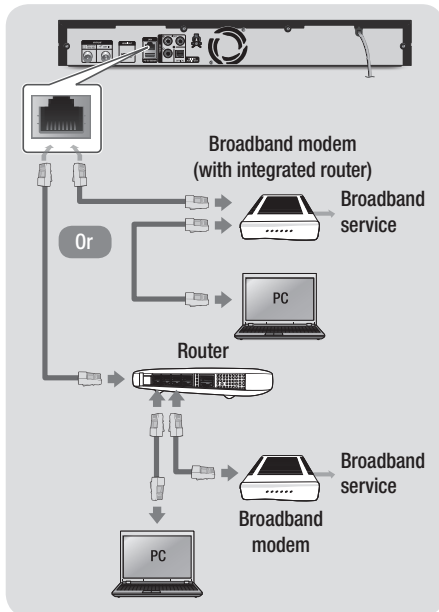 Broadband modem
(with integrated router)
Broadband
service
Or
PC
Router
Broadband
service
Broadband
modem
PC